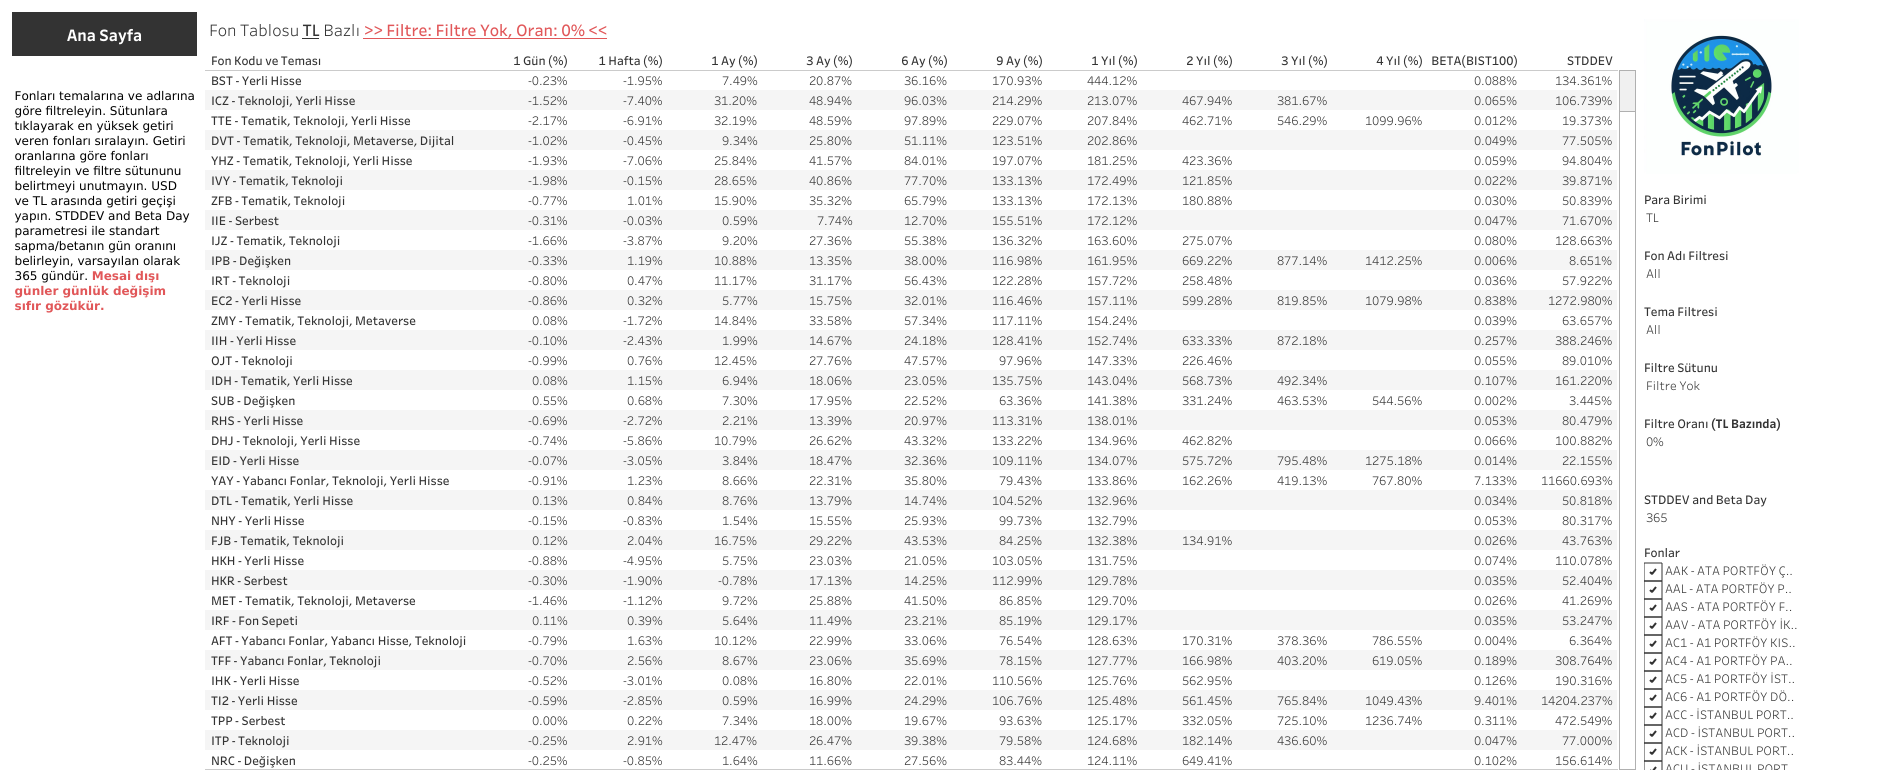 Ana Sayfa
Fonları temalarına ve adlarına
göre filtreleyin. Sütunlara
tıklayarak en yüksek getiri
veren fonları sıralayın. Getiri
oranlarına göre fonları
filtreleyin ve filtre sütununu
belirtmeyi unutmayın. USD
ve TL arasında getiri geçişi
yapın. STDDEV and Beta Day
parametresi ile standart
sapma/betanın gün oranını
belirleyin, varsayılan olarak
365 gündür. Mesai dışı
günler günlük değişim
sıfır gözükür.
Fon Tablosu TL Bazlı >> Filtre: Filtre Yok, Oran: 0% <<
Fon Kodu ve Teması 1 Gün (%) 1 Hafta (%) 1 Ay (%) 3 Ay (%) 6 Ay (%) 9 Ay (%) 1 Yıl (%) 2 Yıl (%) 3 Yıl (%) 4 Yıl (%) BETA(BIST100) STDDEV
BST - Yerli Hisse -0.23% -1.95% 7.49% 20.87% 36.16% 170.93% 444.12% 0.088% 134.361%
ICZ - Teknoloji, Yerli Hisse -1.52% -7.40% 31.20% 48.94% 96.03% 214.29% 213.07% 467.94% 381.67% 0.065% 106.739%
TTE - Tematik, Teknoloji, Yerli Hisse -2.17% -6.91% 32.19% 48.59% 97.89% 229.07% 207.84% 462.71% 546.29% 1099.96% 0.012% 19.373%
DVT - Tematik, Teknoloji, Metaverse, Dijital -1.02% -0.45% 9.34% 25.80% 51.11% 123.51% 202.86% 0.049% 77.505%
YHZ - Tematik, Teknoloji, Yerli Hisse -1.93% -7.06% 25.84% 41.57% 84.01% 197.07% 181.25% 423.36% 0.059% 94.804%
IVY - Tematik, Teknoloji -1.98% -0.15% 28.65% 40.86% 77.70% 133.13% 172.49% 121.85% 0.022% 39.871%
ZFB - Tematik, Teknoloji -0.77% 1.01% 15.90% 35.32% 65.79% 133.13% 172.13% 180.88% 0.030% 50.839%
IIE - Serbest -0.31% -0.03% 0.59% 7.74% 12.70% 155.51% 172.12% 0.047% 71.670%
IJZ - Tematik, Teknoloji -1.66% -3.87% 9.20% 27.36% 55.38% 136.32% 163.60% 275.07% 0.080% 128.663%
IPB - Değişken -0.33% 1.19% 10.88% 13.35% 38.00% 116.98% 161.95% 669.22% 877.14% 1412.25% 0.006% 8.651%
IRT - Teknoloji -0.80% 0.47% 11.17% 31.17% 56.43% 122.28% 157.72% 258.48% 0.036% 57.922%
EC2 - Yerli Hisse -0.86% 0.32% 5.77% 15.75% 32.01% 116.46% 157.11% 599.28% 819.85% 1079.98% 0.838% 1272.980%
ZMY - Tematik, Teknoloji, Metaverse 0.08% -1.72% 14.84% 33.58% 57.34% 117.11% 154.24% 0.039% 63.657%
IIH - Yerli Hisse -0.10% -2.43% 1.99% 14.67% 24.18% 128.41% 152.74% 633.33% 872.18% 0.257% 388.246%
OJT - Teknoloji -0.99% 0.76% 12.45% 27.76% 47.57% 97.96% 147.33% 226.46% 0.055% 89.010%
IDH - Tematik, Yerli Hisse 0.08% 1.15% 6.94% 18.06% 23.05% 135.75% 143.04% 568.73% 492.34% 0.107% 161.220%
SUB - Değişken 0.55% 0.68% 7.30% 17.95% 22.52% 63.36% 141.38% 331.24% 463.53% 544.56% 0.002% 3.445%
RHS - Yerli Hisse -0.69% -2.72% 2.21% 13.39% 20.97% 113.31% 138.01% 0.053% 80.479%
DHJ - Teknoloji, Yerli Hisse -0.74% -5.86% 10.79% 26.62% 43.32% 133.22% 134.96% 462.82% 0.066% 100.882%
EID - Yerli Hisse -0.07% -3.05% 3.84% 18.47% 32.36% 109.11% 134.07% 575.72% 795.48% 1275.18% 0.014% 22.155%
YAY - Yabancı Fonlar, Teknoloji, Yerli Hisse -0.91% 1.23% 8.66% 22.31% 35.80% 79.43% 133.86% 162.26% 419.13% 767.80% 7.133% 11660.693%
DTL - Tematik, Yerli Hisse 0.13% 0.84% 8.76% 13.79% 14.74% 104.52% 132.96% 0.034% 50.818%
NHY - Yerli Hisse -0.15% -0.83% 1.54% 15.55% 25.93% 99.73% 132.79% 0.053% 80.317%
FJB - Tematik, Teknoloji 0.12% 2.04% 16.75% 29.22% 43.53% 84.25% 132.38% 134.91% 0.026% 43.763%
HKH - Yerli Hisse -0.88% -4.95% 5.75% 23.03% 21.05% 103.05% 131.75% 0.074% 110.078%
HKR - Serbest -0.30% -1.90% -0.78% 17.13% 14.25% 112.99% 129.78% 0.035% 52.404%
MET - Tematik, Teknoloji, Metaverse -1.46% -1.12% 9.72% 25.88% 41.50% 86.85% 129.70% 0.026% 41.269%
IRF - Fon Sepeti 0.11% 0.39% 5.64% 11.49% 23.21% 85.19% 129.17% 0.035% 53.247%
AFT - Yabancı Fonlar, Yabancı Hisse, Teknoloji -0.79% 1.63% 10.12% 22.99% 33.06% 76.54% 128.63% 170.31% 378.36% 786.55% 0.004% 6.364%
TFF - Yabancı Fonlar, Teknoloji -0.70% 2.56% 8.67% 23.06% 35.69% 78.15% 127.77% 166.98% 403.20% 619.05% 0.189% 308.764%
IHK - Yerli Hisse -0.52% -3.01% 0.08% 16.80% 22.01% 110.56% 125.76% 562.95% 0.126% 190.316%
TI2 - Yerli Hisse -0.59% -2.85% 0.59% 16.99% 24.29% 106.76% 125.48% 561.45% 765.84% 1049.43% 9.401% 14204.237%
TPP - Serbest 0.00% 0.22% 7.34% 18.00% 19.67% 93.63% 125.17% 332.05% 725.10% 1236.74% 0.311% 472.549%
ITP - Teknoloji -0.25% 2.91% 12.47% 26.47% 39.38% 79.58% 124.68% 182.14% 436.60% 0.047% 77.000%
NRC - Değişken -0.25% -0.85% 1.64% 11.66% 27.56% 83.44% 124.11% 649.41% 0.102% 156.614%
FonPilot
Para Birimi
TL
Fon Adı Filtresi
All
Tema Filtresi
All
Filtre Sütunu
Filtre Yok
Filtre Oranı (TL Bazında)
0%
STDDEV and Beta Day
365
Fonlar
AAK - ATA PORTFÖY Ç..
AAL - ATA PORTFÖY P..
AAS - ATA PORTFÖY F..
AAV - ATA PORTFÖY İK..
AC1 - A1 PORTFÖY KIS..
AC4 - A1 PORTFÖY PA..
AC5 - A1 PORTFÖY İST..
AC6 - A1 PORTFÖY DÖ..
ACC - İSTANBUL PORT..
ACD - İSTANBUL PORT..
ACK - İSTANBUL PORT..
ACU - İSTANBUL PORT..